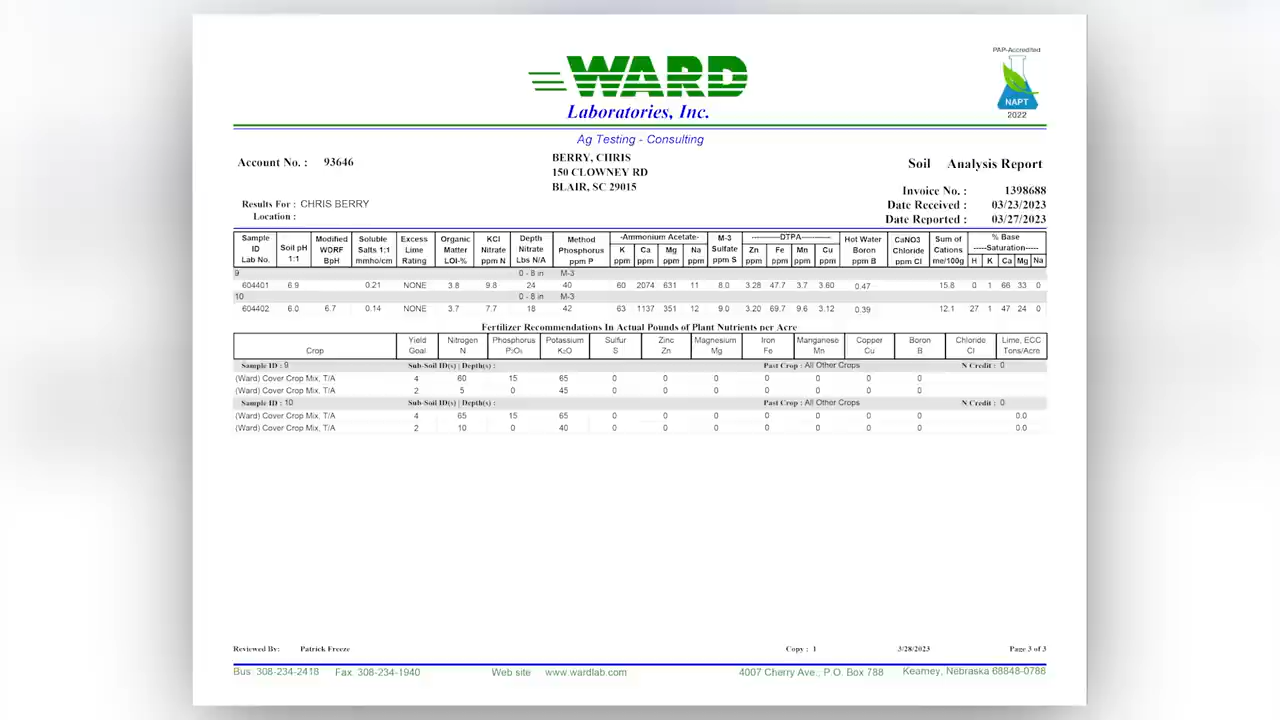 PAP-Accredited
WARD
Laboratories, Inc.
NAPT
2022
Ag Testing - Consulting
Account No. : 93646
BERRY, CHRIS
150 CLOWNEY RD
BLAIR, SC 29015
Soil Analysis Report
Invoice No. : 1398688
Date Received : 03/23/2023
Date Reported : 03/27/2023
Results For : CHRIS BERRY
Location :
Sample ID Lab No. Soil pH 1:1 Modified WDRF BpH Soluble Salts 1:1 mmho/cm Excess Lime Rating Organic Matter LOI-% KCl Nitrate ppm N Depth Nitrate Lbs N/A Method Phosphorus ppm P -Ammonium Acetate- K ppm Ca ppm Mg ppm Na ppm M-3 Sulfate ppm S ----------DTPA---------- Zn ppm Fe ppm Mn ppm Cu ppm Hot Water Boron ppm B CaNO3 Chloride ppm Cl Sum of Cations me/100g % Base -----Saturation----- H K Ca Mg Na
9 0 - 8 in M-3
604401 6.9 0.21 NONE 3.8 9.8 24 40 60 2074 631 11 8.0 3.28 47.7 3.7 3.60 0.47 15.8 0 1 66 33 0
10 0 - 8 in M-3
604402 6.0 6.7 0.14 NONE 3.7 7.7 18 42 63 1137 351 12 9.0 3.20 69.7 9.6 3.12 0.39 12.1 27 1 47 24 0
Fertilizer Recommendations In Actual Pounds of Plant Nutrients per Acre
Crop Yield Goal Nitrogen N Phosphorus P2O5 Potassium K2O Sulfur S Zinc Zn Magnesium Mg Iron Fe Manganese Mn Copper Cu Boron B Chloride Cl Lime, ECC Tons/Acre
Sample ID : 9 Sub-Soil ID(s) | Depth(s) : Past Crop : All Other Crops N Credit : 0
(Ward) Cover Crop Mix, T/A 4 60 15 65 0 0 0 0 0 0 0
(Ward) Cover Crop Mix, T/A 2 5 0 45 0 0 0 0 0 0 0
Sample ID : 10 Sub-Soil ID(s) | Depth(s) : Past Crop : All Other Crops N Credit : 0
(Ward) Cover Crop Mix, T/A 4 65 15 65 0 0 0 0 0 0 0 0.0
(Ward) Cover Crop Mix, T/A 2 10 0 40 0 0 0 0 0 0 0 0.0
Reviewed By: Patrick Freeze Copy : 1 3/28/2023 Page 3 of 3
Bus 308-234-2418 Fax 308-234-1940 Web site www.wardlab.com 4007 Cherry Ave., P.O. Box 788 Kearney, Nebraska 68848-0788